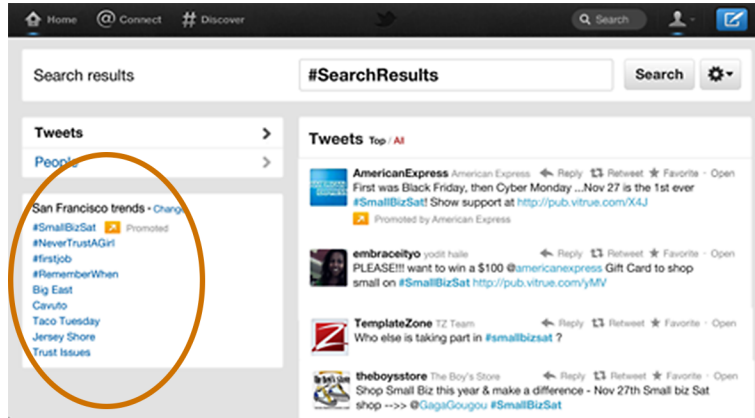 Home @ Connect # Discover Search
Search results
#SearchResults
Search
Tweets
People
San Francisco trends • Change
#SmallBizSat Promoted
#NeverTrustAGirl
#firstjob
#RememberWhen
Big East
Cavuto
Taco Tuesday
Jersey Shore
Trust Issues
Tweets Top / All
AmericanExpress American Express Reply Retweet Favorite · Open
First was Black Friday, then Cyber Monday ...Nov 27 is the 1st ever
#SmallBizSat! Show support at http://pub.vitrue.com/X4J
Promoted by American Express
embraceityo yodit haile Reply Retweet Favorite · Open
PLEASE!!! want to win a $100 @americanexpress Gift Card to shop
small on #SmallBizSat http://pub.vitrue.com/yMV
TemplateZone TZ Team Reply Retweet Favorite · Open
Who else is taking part in #smallbizsat ?
theboysstore The Boy's Store Reply Retweet Favorite · Open
Shop Small Biz this year & make a difference - Nov 27th Small biz Sat
shop -->> @GagaGougou #SmallBizSat